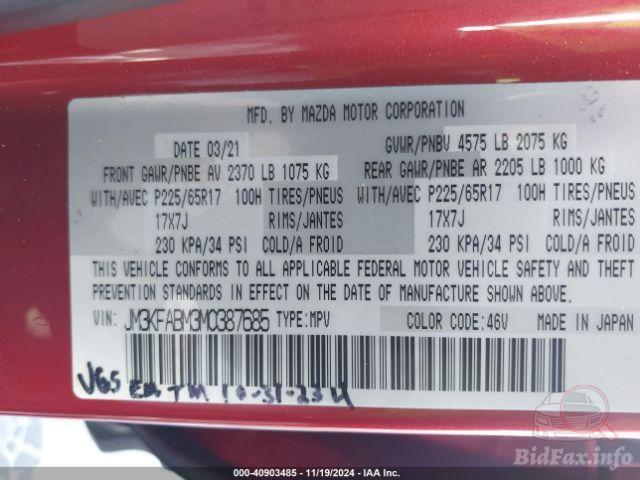 MFD. BY MAZDA MOTOR CORPORATION
DATE 03/21 GVWR/PNBV 4575 LB 2075 KG
FRONT GAWR/PNBE AV 2370 LB 1075 KG REAR GAWR/PNBE AR 2205 LB 1000 KG
WITH/AVEC P225/65R17 100H TIRES/PNEUS WITH/AVEC P225/65R17 100H TIRES/PNEUS
17X7J RIMS/JANTES 17X7J RIMS/JANTES
230 KPA/34 PSI COLD/A FROID 230 KPA/34 PSI COLD/A FROID
THIS VEHICLE CONFORMS TO ALL APPLICABLE FEDERAL MOTOR VEHICLE SAFETY AND THEFT
PREVENTION STANDARDS IN EFFECT ON THE DATE OF MANUFACTURE SHOWN ABOVE.
VIN: JM3KFABM3M0387685 TYPE:MPV COLOR CODE:46V MADE IN JAPAN
VGS TM 10-31-23
BidFax.info
000-40903485 - 11/19/2024 - IAA Inc.